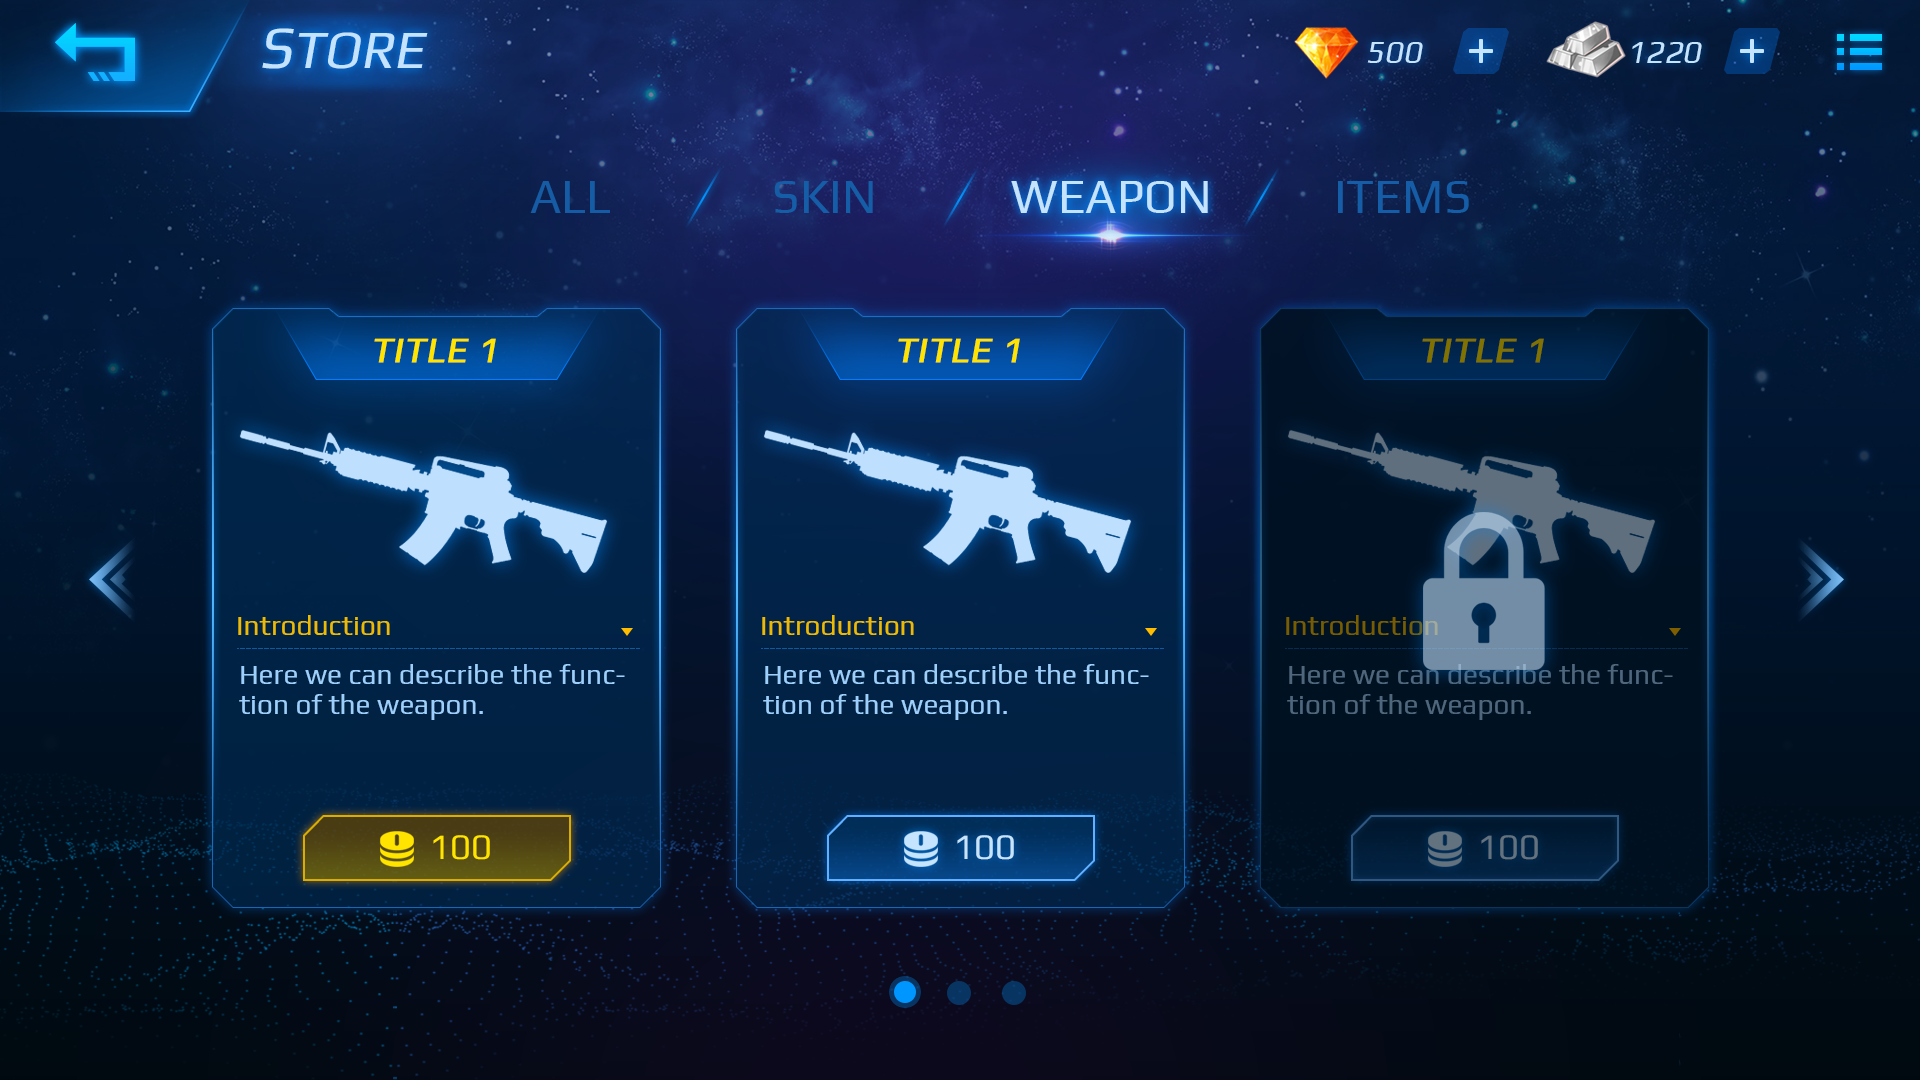 STORE
500
1220
ALL
SKIN
WEAPON
ITEMS
TITLE 1
Introduction
Here we can describe the func-
tion of the weapon.
100
TITLE 1
Introduction
Here we can describe the func-
tion of the weapon.
100
TITLE 1
Introduction
Here we can describe the func-
tion of the weapon.
100